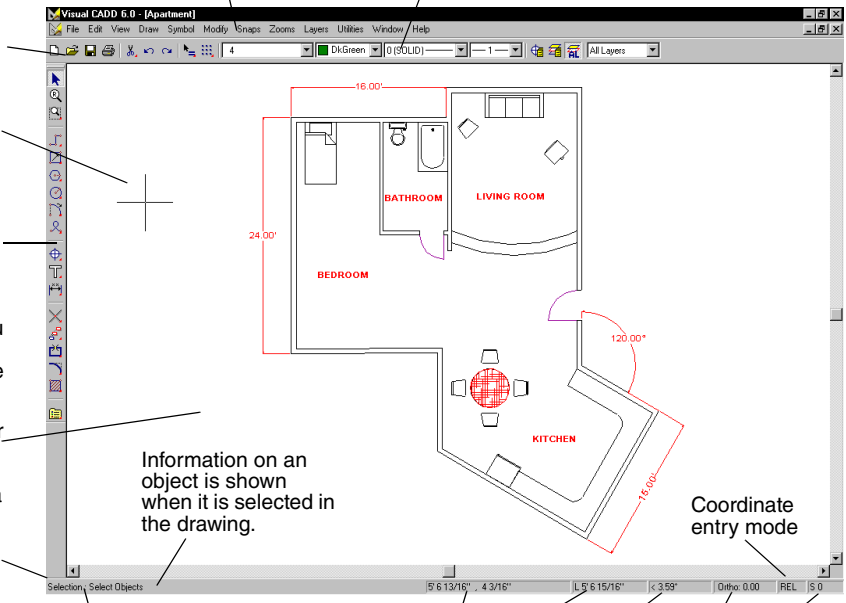 Visual CADD 6.0 - [Apartment]
File Edit View Draw Symbol Modify Snaps Zooms Layers Utilities Window Help
4 DkGreen 0 (SOLID) 1 All Layers
16.00'
BATHROOM
LIVING ROOM
24.00'
BEDROOM
120.00°
u
e
r
KITCHEN
a
Information on an
object is shown
when it is selected in
the drawing.
15.00'
Coordinate
entry mode
Selection: Select Objects 5' 6 13/16" , 4 3/16" L 5' 6 15/16" < 3.59° Ortho: 0.00 REL S 0